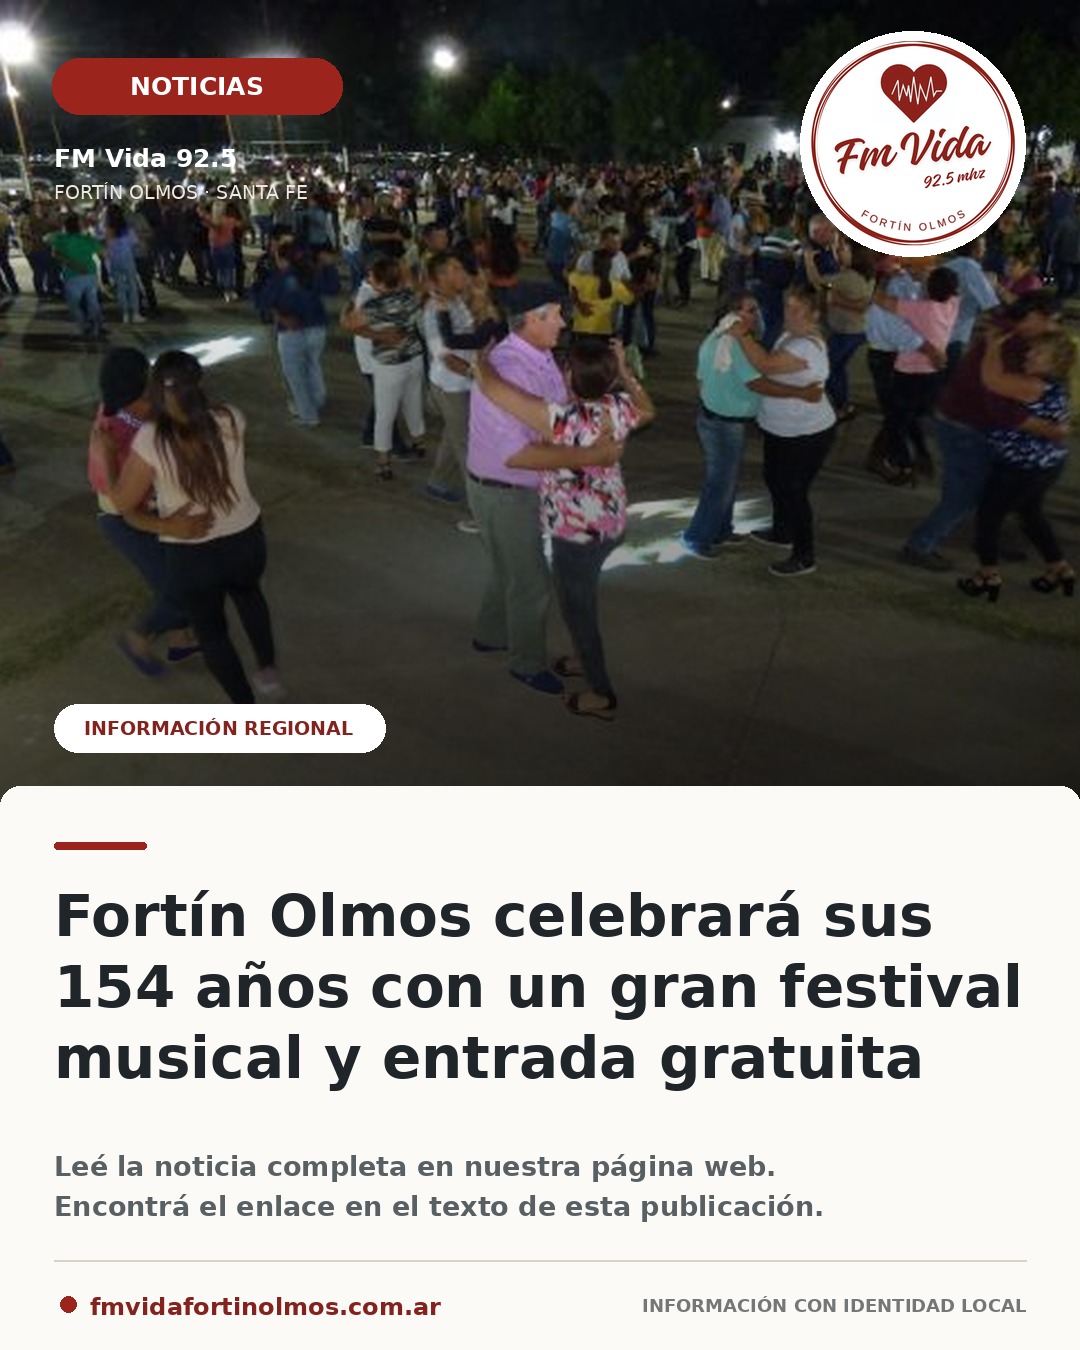 NOTICIAS
FM Vida 92.5
FORTÍN OLMOS · SANTA FE
Fm Vida
92.5 mhz
FORTÍN OLMOS
INFORMACIÓN REGIONAL
Fortín Olmos celebrará sus
154 años con un gran festival
musical y entrada gratuita
Leé la noticia completa en nuestra página web.
Encontrá el enlace en el texto de esta publicación.
fmvidafortinolmos.com.ar
INFORMACIÓN CON IDENTIDAD LOCAL